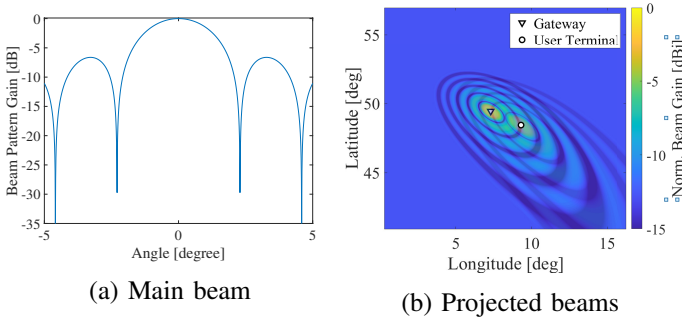 0
-5
-10
-15
-20
-25
-30
-35
Beam Pattern Gain [dB]
-5
0
5
Angle [degree]
(a) Main beam
Gateway
User Terminal
55
50
45
Latitude [deg]
5
10
15
Longitude [deg]
0
-5
-10
-15
Norm. Beam Gain [dBi]
(b) Projected beams